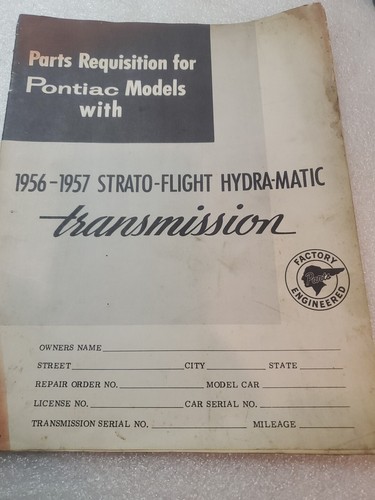 Parts Requisition for
Pontiac Models
with
1956-1957 STRATO-FLIGHT HYDRA-MATIC
transmission
FACTORY
Pontiac
ENGINEERED
OWNERS NAME
STREET CITY STATE
REPAIR ORDER NO. MODEL CAR
LICENSE NO. CAR SERIAL NO.
TRANSMISSION SERIAL NO. MILEAGE